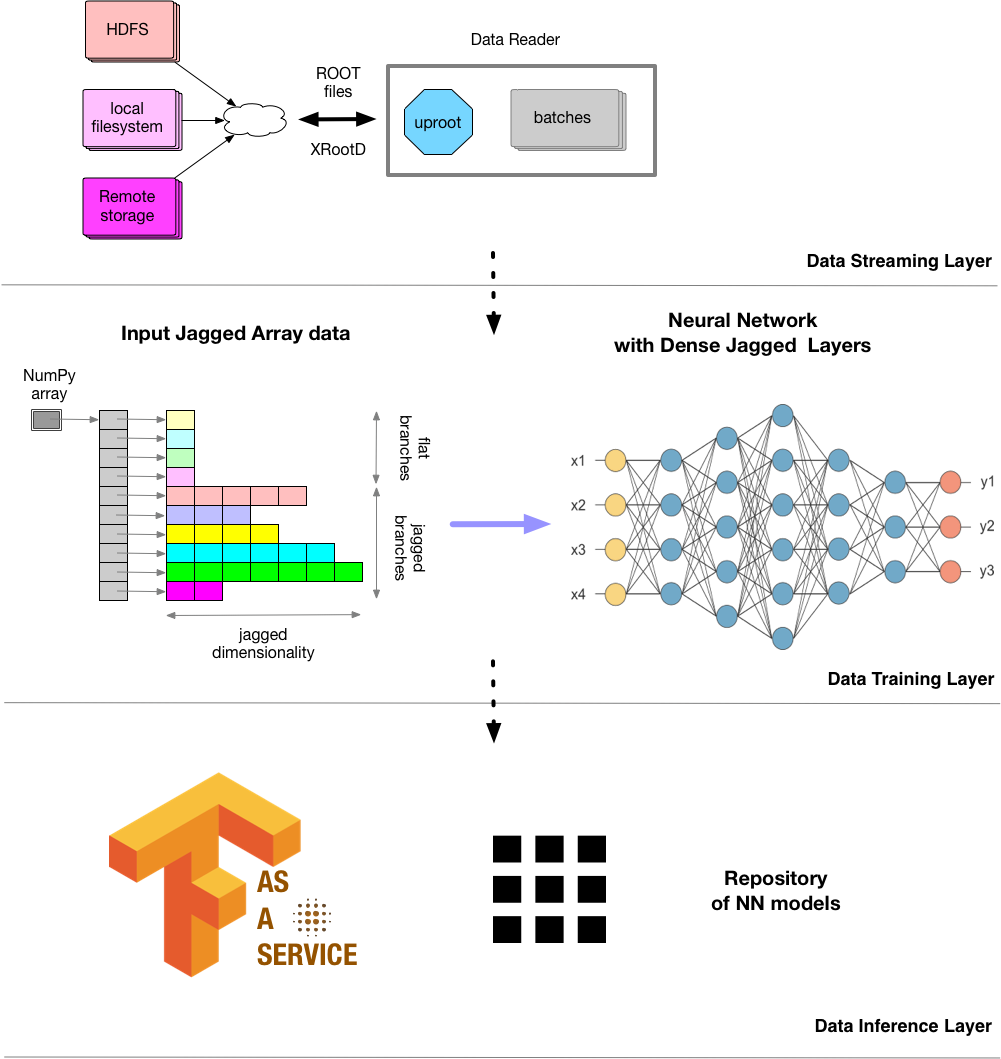 HDFS
Data Reader
ROOT
files
local
filesystem
uproot
batches
XRootD
Remote
storage
Data Streaming Layer
Input Jagged Array data
Neural Network
with Dense Jagged Layers
NumPy
array
flat
branches
jagged
branches
x1
x2
x3
x4
y1
y2
y3
jagged
dimensionality
Data Training Layer
AS
A
SERVICE
Repository
of NN models
Data Inference Layer